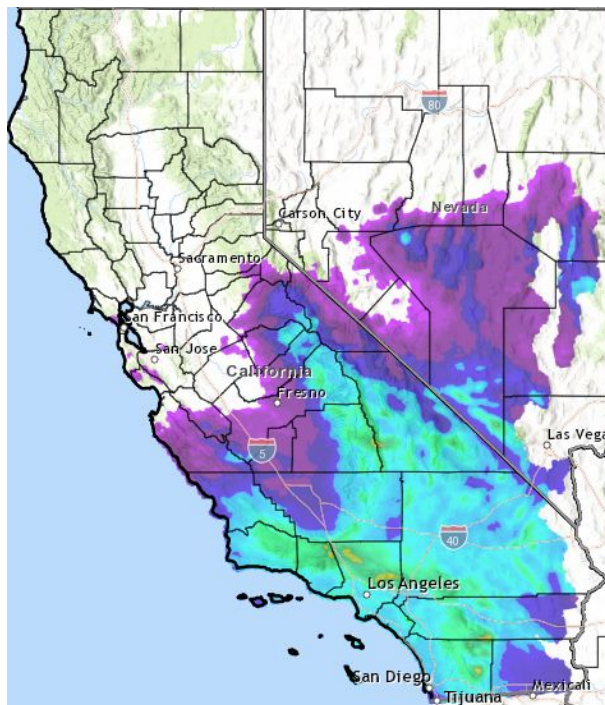 80
Nevada
Carson City
Sacramento
San Francisco
San Jose
California
Fresno
5
Las Vega
40
Los Angeles
San Diego
Mexicali
Tijuana